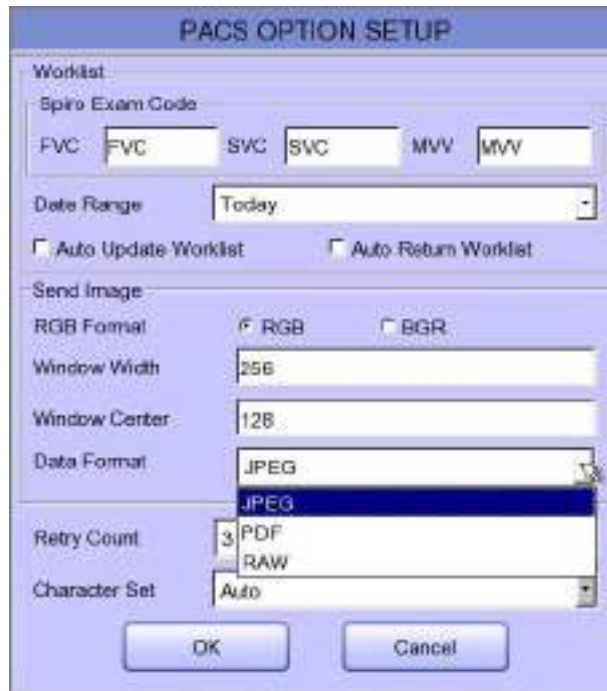 PACS OPTION SETUP
Worklist
Spiro Exam Code
FVC FVC SVC SVC MVV MVV
Date Range Today
Auto Update Worklist Auto Return Worklist
Send Image
RGB Format RGB BGR
Window Width 256
Window Center 128
Data Format JPEG
JPEG
Retry Count 3 PDF
RAW
Character Set Auto
OK Cancel